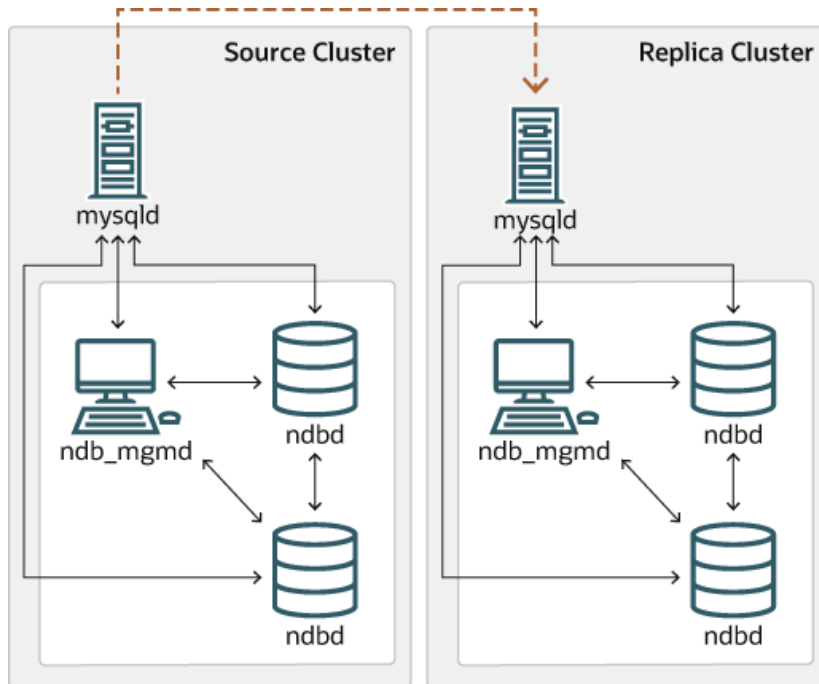 Source Cluster
mysqld
ndb_mgmd
ndbd
ndbd
Replica Cluster
mysqld
ndb_mgmd
ndbd
ndbd